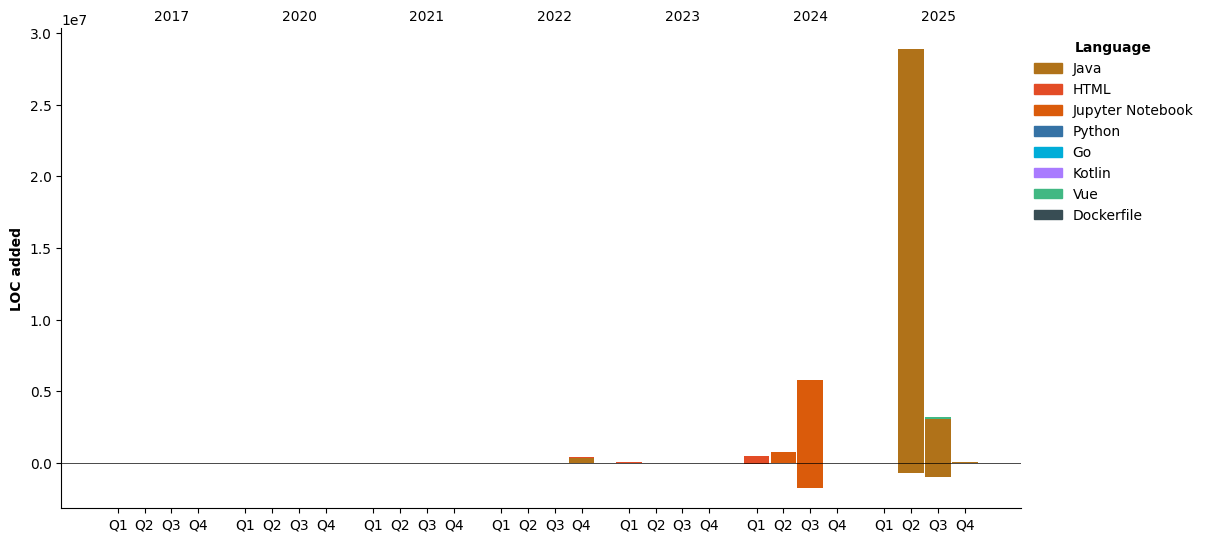 2017 2020 2021 2022 2023 2024 2025
1e7
3.0
2.5
2.0
1.5
1.0
0.5
0.0
LOC added
Q1 Q2 Q3 Q4 Q1 Q2 Q3 Q4 Q1 Q2 Q3 Q4 Q1 Q2 Q3 Q4 Q1 Q2 Q3 Q4 Q1 Q2 Q3 Q4 Q1 Q2 Q3 Q4
Language
Java
HTML
Jupyter Notebook
Python
Go
Kotlin
Vue
Dockerfile